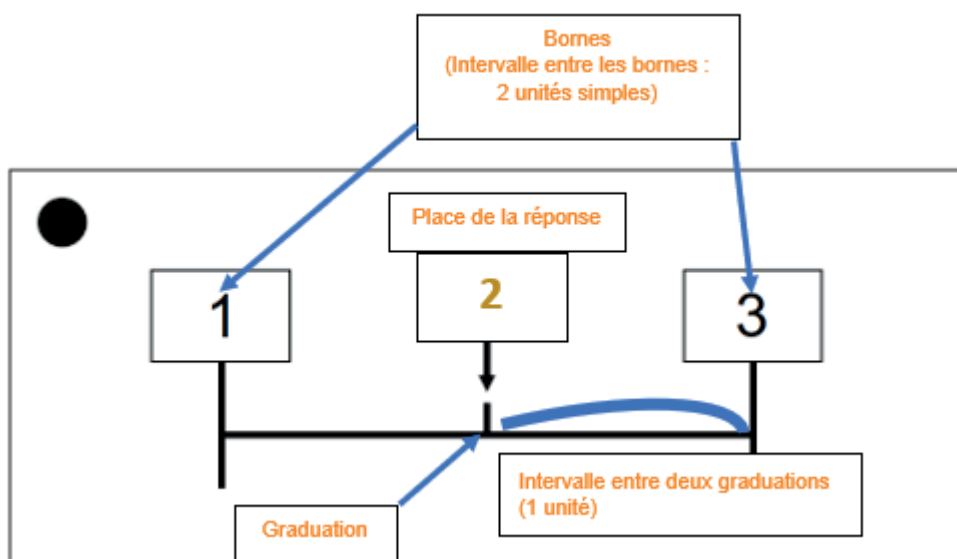 Bornes
(Intervalle entre les bornes :
2 unités simples)
Place de la réponse
1
2
3
Intervalle entre deux graduations
(1 unité)
Graduation